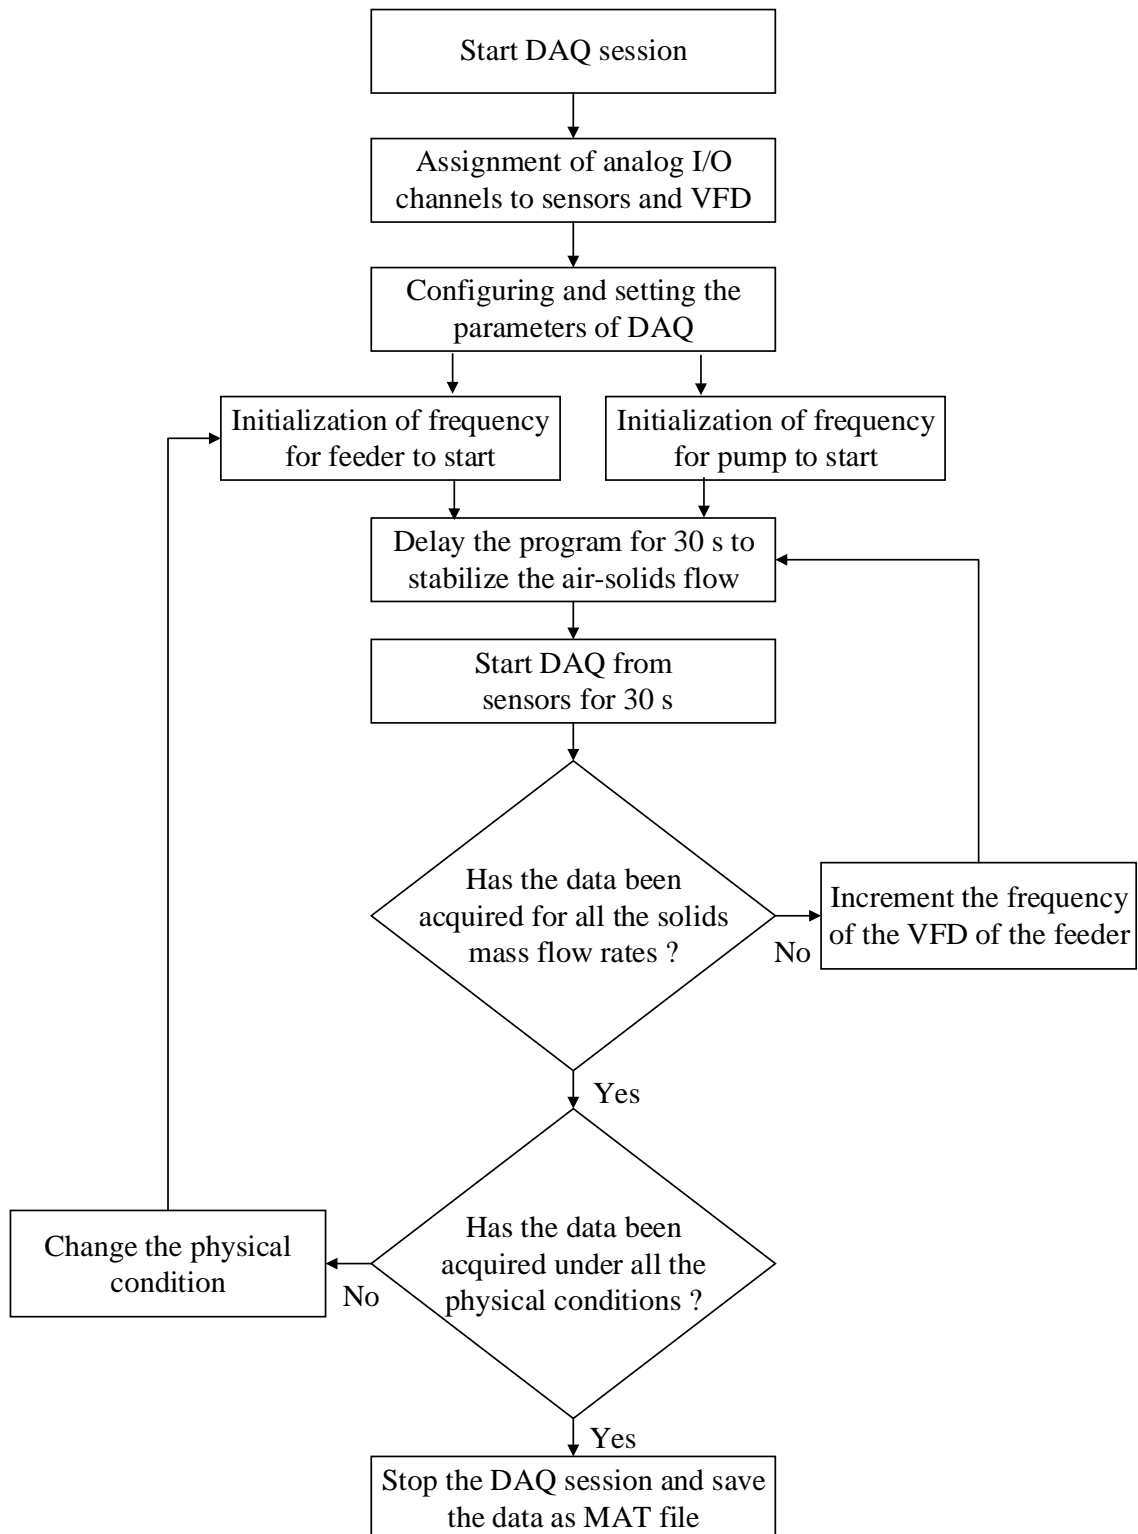 Start DAQ session
Assignment of analog I/O
channels to sensors and VFD
Configuring and setting the
parameters of DAQ
Initialization of frequency
for feeder to start
Initialization of frequency
for pump to start
Delay the program for 30 s to
stabilize the air-solids flow
Start DAQ from
sensors for 30 s
Has the data been
acquired for all the solids
mass flow rates ?
No
Increment the frequency
of the VFD of the feeder
Yes
Has the data been
acquired under all the
physical conditions ?
No
Change the physical
condition
Yes
Stop the DAQ session and save
the data as MAT file